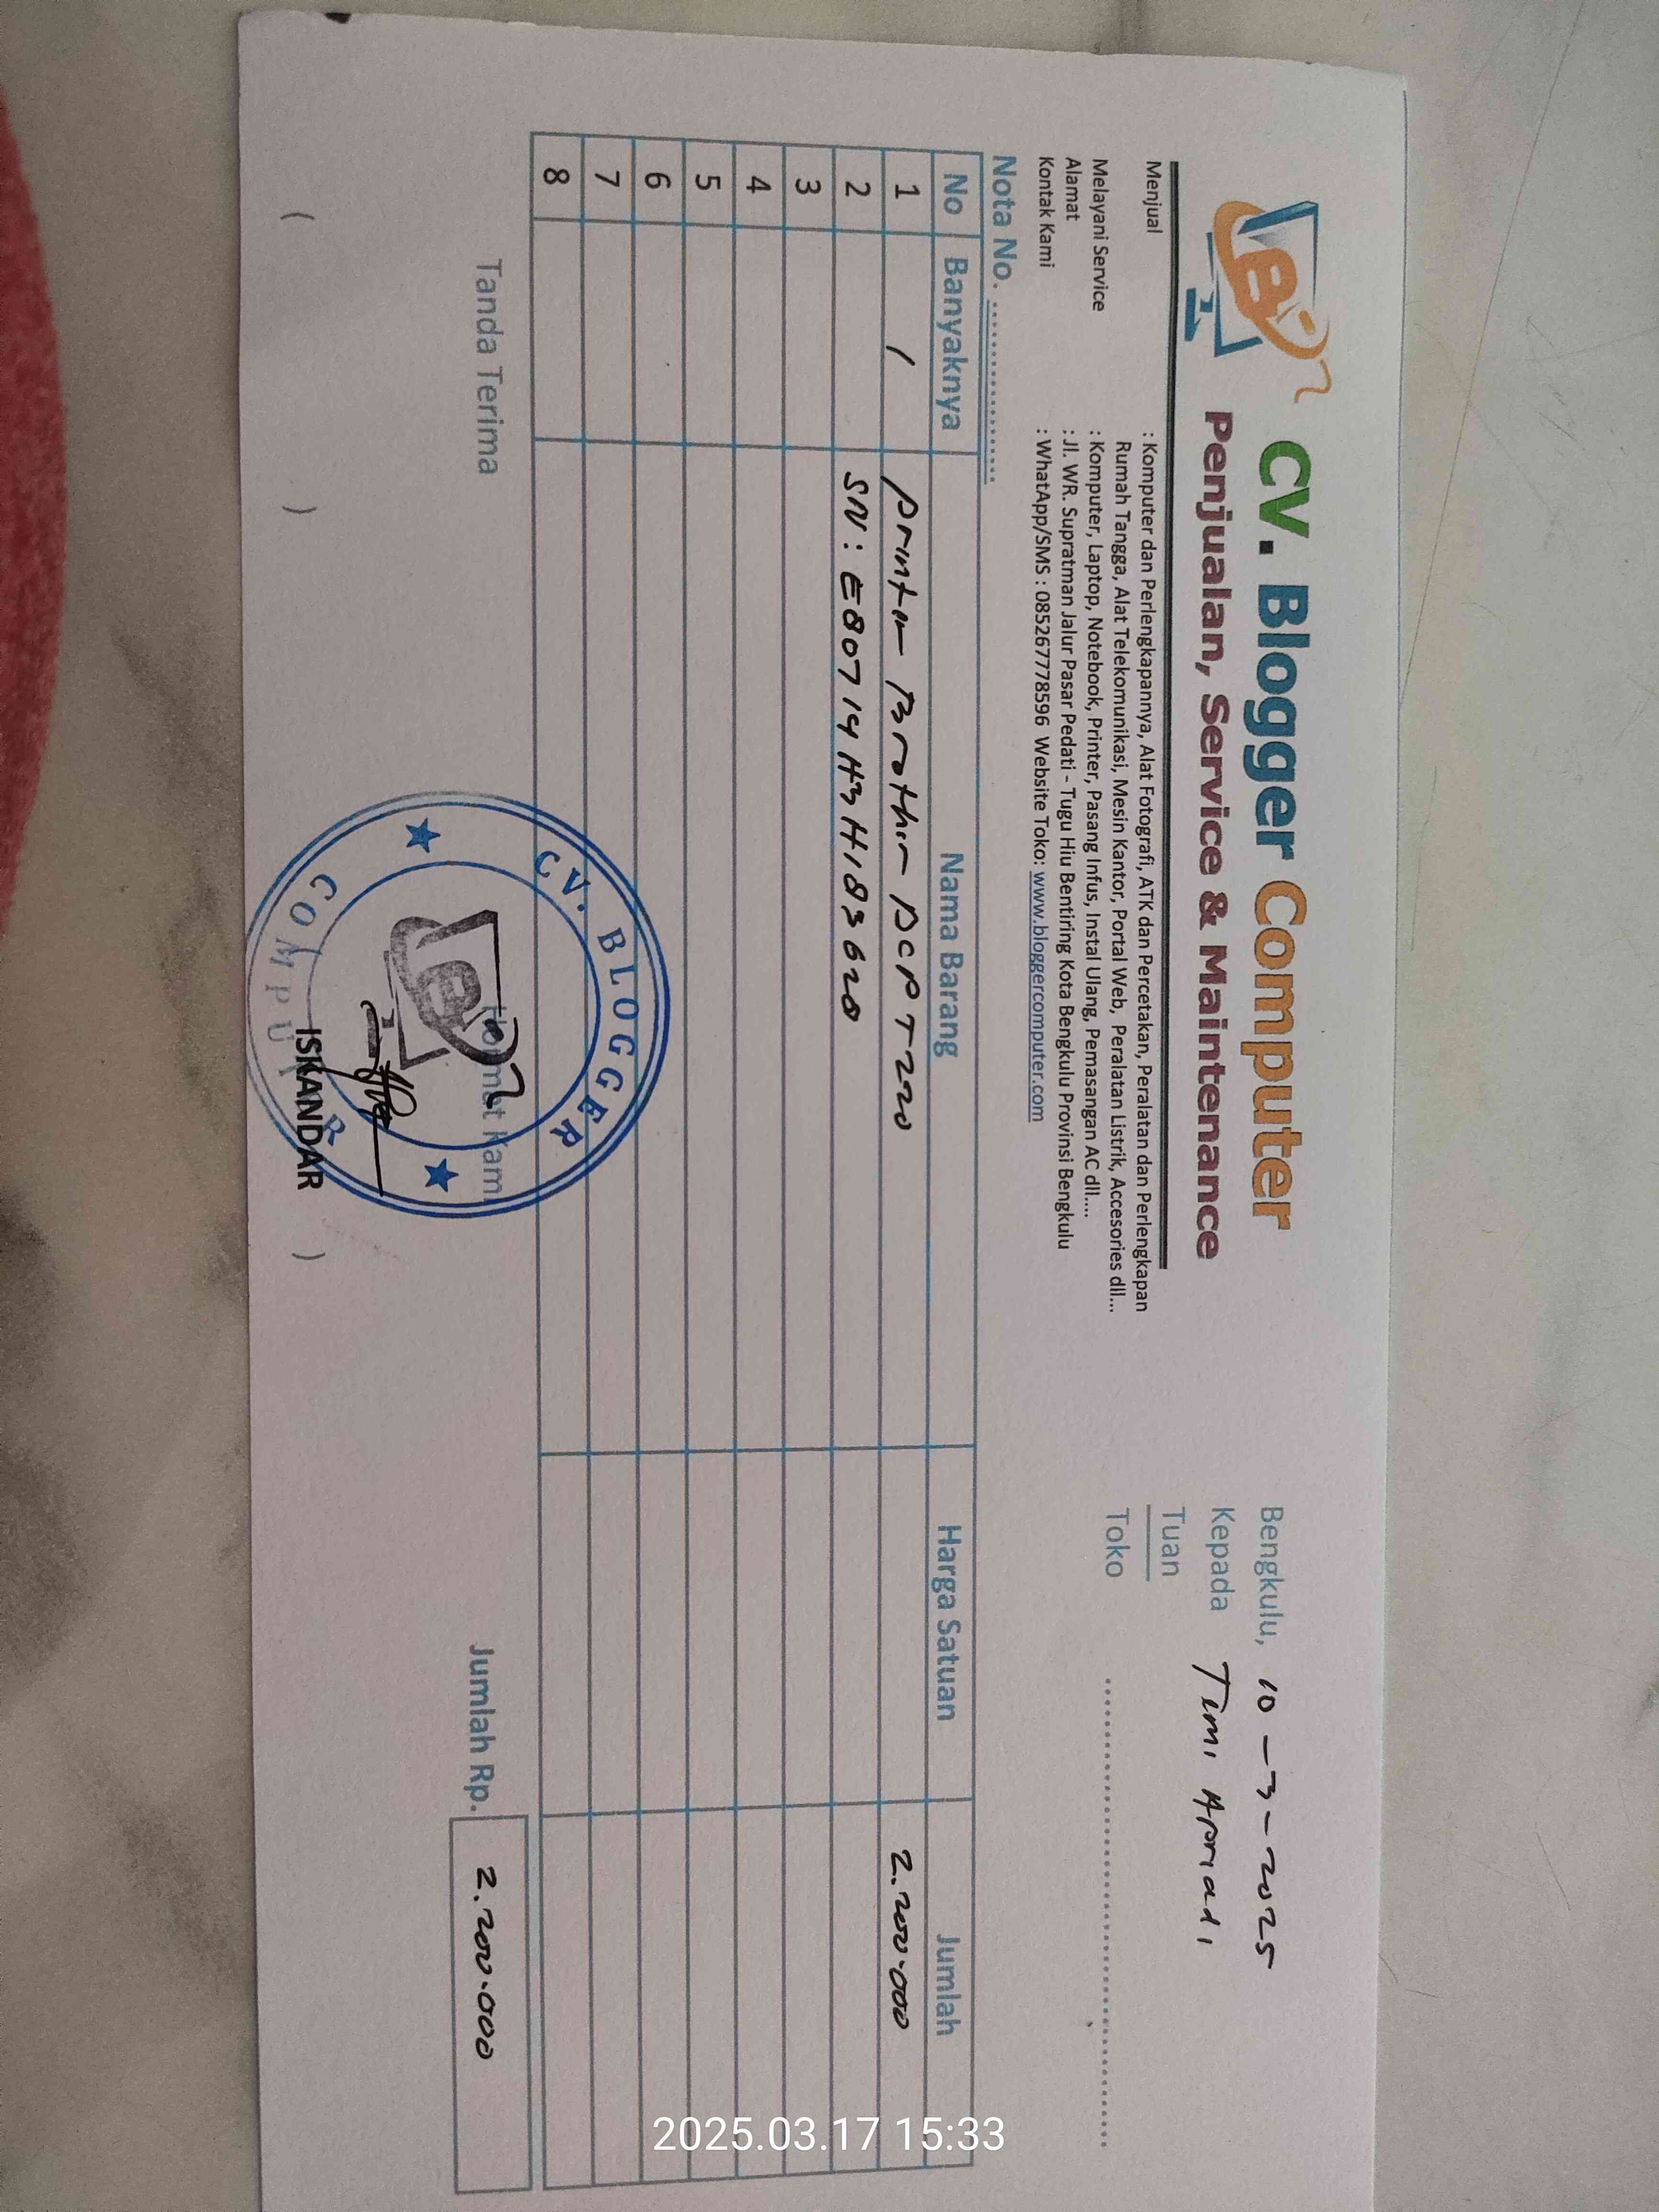 CV. Blogger Computer
Penjualan, Service & Maintenance
Bengkulu, 10-3-2025
Kepada Timi Apriadi
Tuan
Toko ........................................
Menjual : Komputer dan Perlengkapannya, Alat Fotografi, ATK dan Percetakan, Peralatan dan Perlengkapan
Rumah Tangga, Alat Telekomunikasi, Mesin Kantor, Portal Web, Peralatan Listrik, Accesories dll...
Melayani Service : Komputer, Laptop, Notebook, Printer, Pasang Infus, Instal Ulang, Pemasangan AC dll....
Alamat : Jl. WR. Supratman Jalur Pasar Pedati - Tugu Hiu Bentiring Kota Bengkulu Provinsi Bengkulu
Kontak Kami : WhatApp/SMS : 085267778596 Website Toko: www.bloggercomputer.com
Nota No. ........................
No Banyaknya Nama Barang Harga Satuan Jumlah
1 1 Printer Brother DCP T220 2.200.000
2 SN: E80714H3H183620
3
4
5
6
7
8
Tanda Terima Hormat Kami Jumlah Rp. 2.200.000
CV. BLOGGER
COMPUTER
( ) ISKANDAR )
2025.03.17 15:33